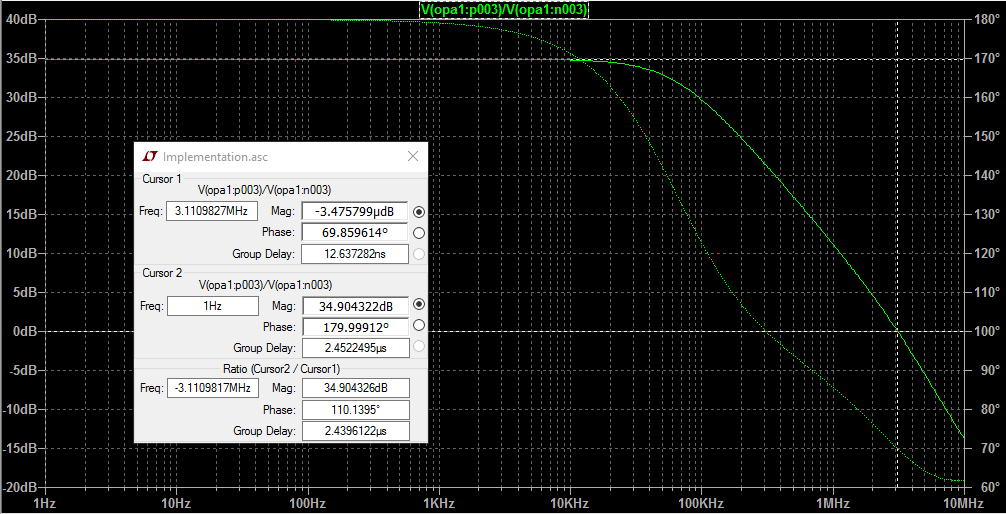 V(opa1:p003)/V(opa1:n003)
40dB
35dB
30dB
25dB
20dB
15dB
10dB
5dB
0dB
-5dB
-10dB
-15dB
-20dB
Implementation.asc
Cursor 1
V(opa1:p003)/V(opa1:n003)
Freq: 3.1109827MHz Mag: -3.475799µdB
Phase: 69.859614°
Group Delay: 12.637282ns
Cursor 2
V(opa1:p003)/V(opa1:n003)
Freq: 1Hz Mag: 34.904322dB
Phase: 179.99912°
Group Delay: 2.4522495µs
Ratio (Cursor2 / Cursor1)
Freq: -3.1109817MHz Mag: 34.904326dB
Phase: 110.1395°
Group Delay: 2.4396122µs
180°
170°
160°
150°
140°
130°
120°
110°
100°
90°
80°
70°
60°
1Hz 10Hz 100Hz 1KHz 10KHz 100KHz 1MHz 10MHz